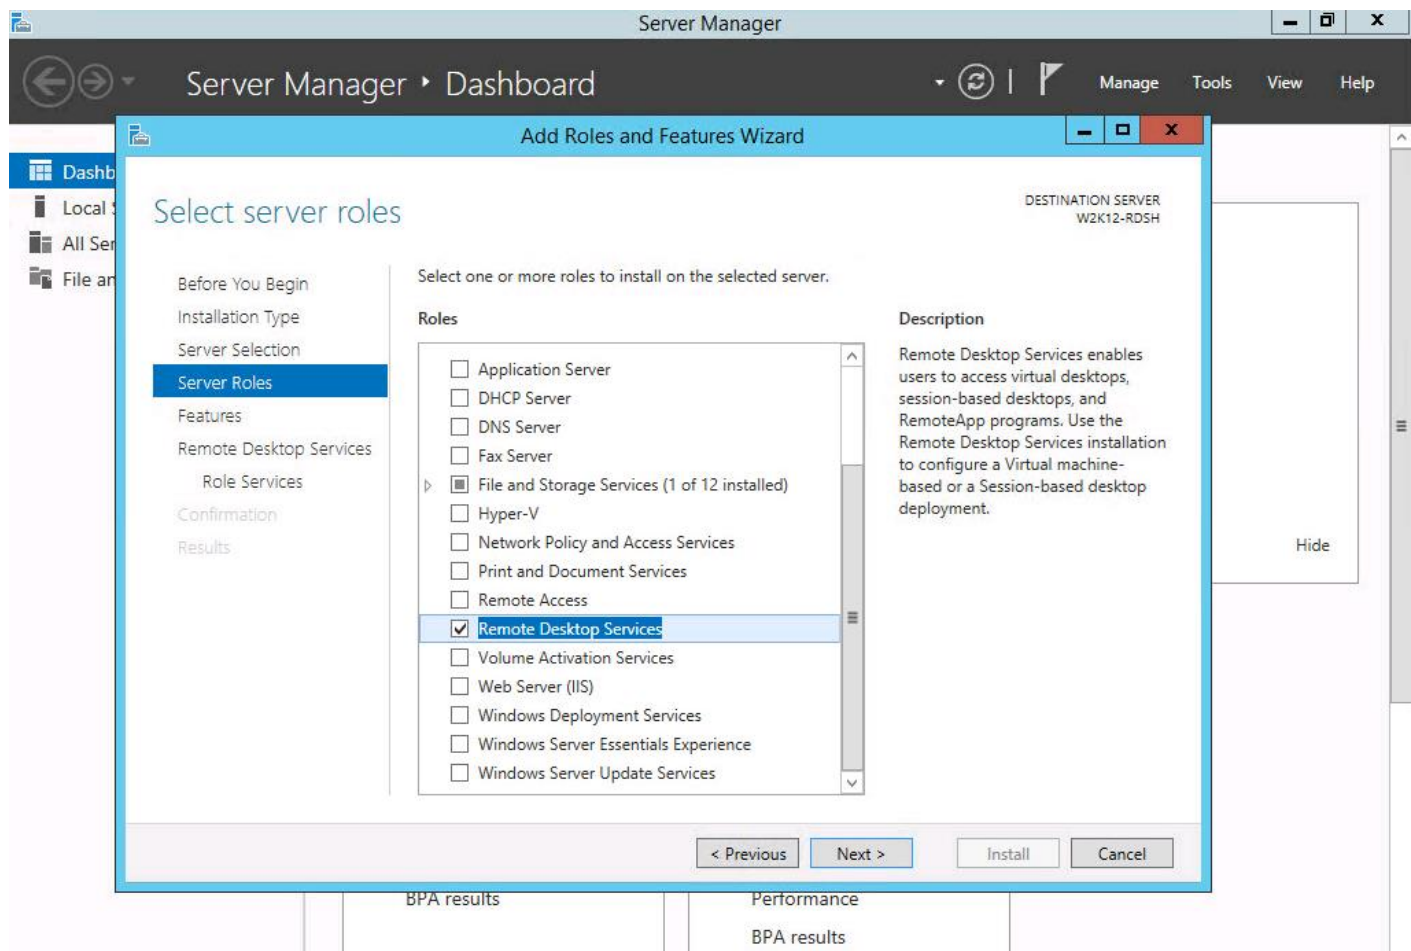 Server Manager
Server Manager • Dashboard
Manage Tools View Help
Add Roles and Features Wizard
Dashb
Local
All Ser
File an
Select server roles
DESTINATION SERVER
W2K12-RDSH
Before You Begin
Installation Type
Server Selection
Server Roles
Features
Remote Desktop Services
Role Services
Confirmation
Results
Select one or more roles to install on the selected server.
Roles
Application Server
DHCP Server
DNS Server
Fax Server
File and Storage Services (1 of 12 installed)
Hyper-V
Network Policy and Access Services
Print and Document Services
Remote Access
Remote Desktop Services
Volume Activation Services
Web Server (IIS)
Windows Deployment Services
Windows Server Essentials Experience
Windows Server Update Services
Description
Remote Desktop Services enables
users to access virtual desktops,
session-based desktops, and
RemoteApp programs. Use the
Remote Desktop Services installation
to configure a Virtual machine-
based or a Session-based desktop
deployment.
Hide
< Previous
Next >
Install
Cancel
BPA results
Performance
BPA results